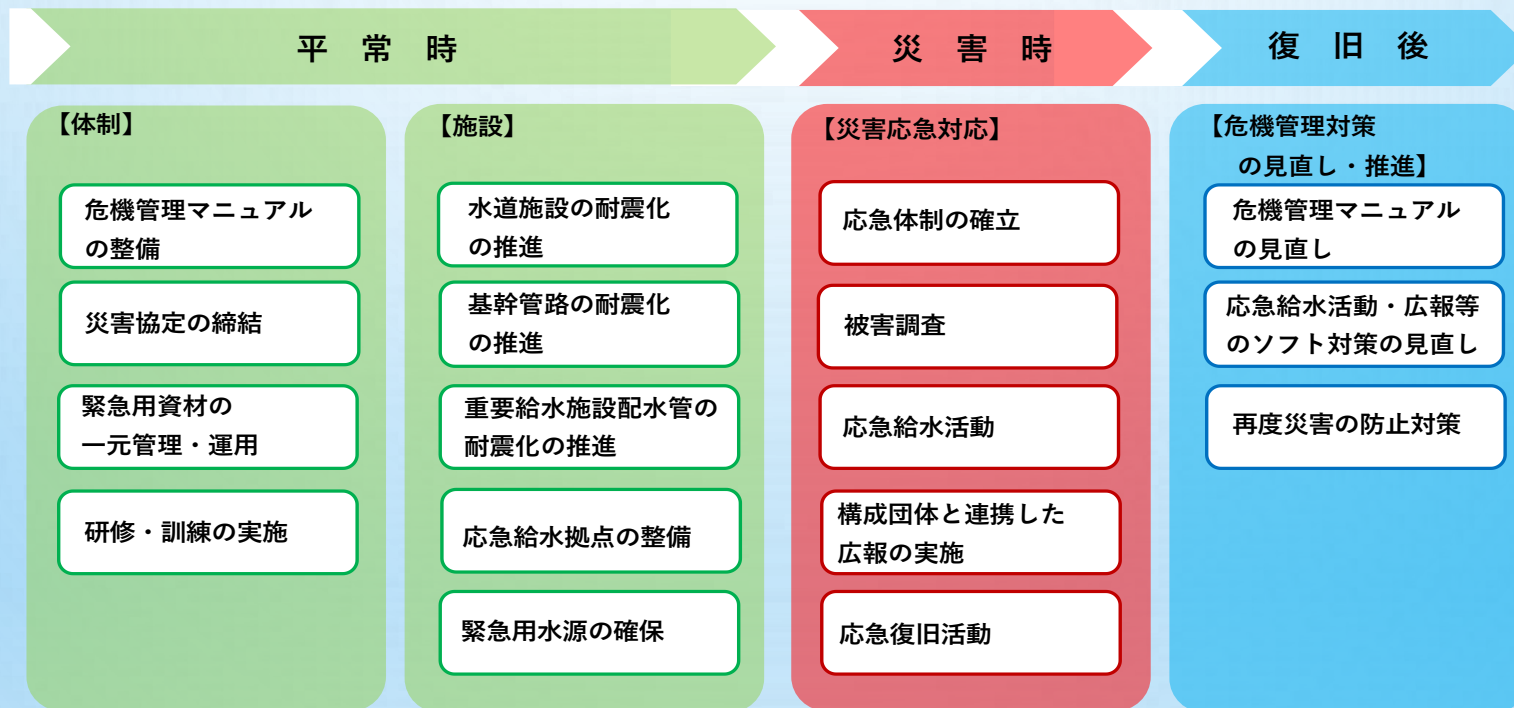 平 常 時
災 害 時
復 旧 後
【体制】
危機管理マニュアル
の整備
災害協定の締結
緊急用資材の
一元管理・運用
研修・訓練の実施
【施設】
水道施設の耐震化
の推進
基幹管路の耐震化
の推進
重要給水施設配水管の
耐震化の推進
応急給水拠点の整備
緊急用水源の確保
【災害応急対応】
応急体制の確立
被害調査
応急給水活動
構成団体と連携した
広報の実施
応急復旧活動
【危機管理対策
の見直し・推進】
危機管理マニュアル
の見直し
応急給水活動・広報等
のソフト対策の見直し
再度災害の防止対策